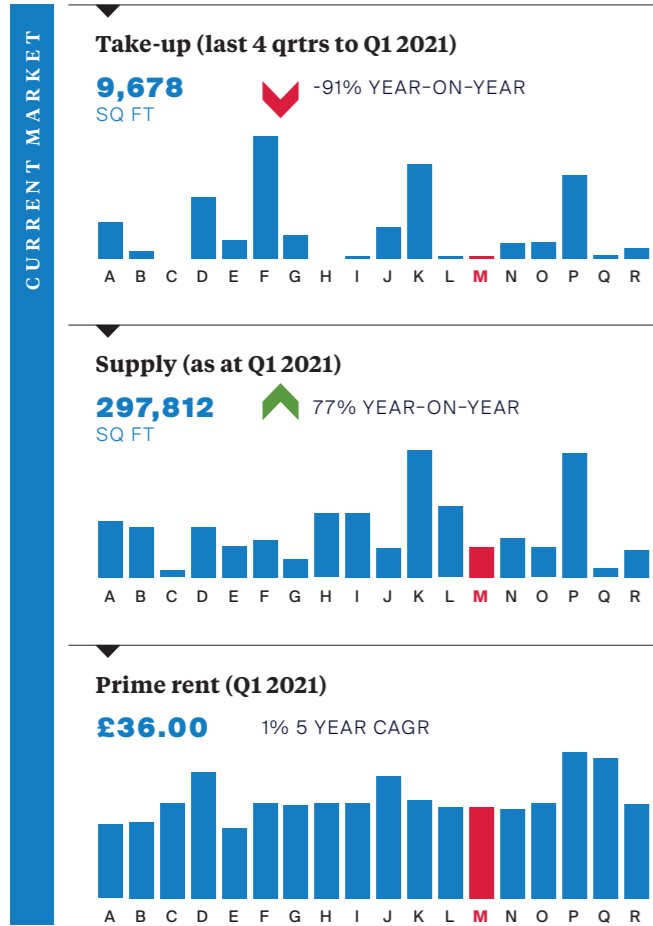 CURRENT MARKET
Take-up (last 4 qrtrs to Q1 2021)
9,678
SQ FT
-91% YEAR-ON-YEAR
A B C D E F G H I J K L M N O P Q R
Supply (as at Q1 2021)
297,812
SQ FT
77% YEAR-ON-YEAR
A B C D E F G H I J K L M N O P Q R
Prime rent (Q1 2021)
£36.00
1% 5 YEAR CAGR
A B C D E F G H I J K L M N O P Q R